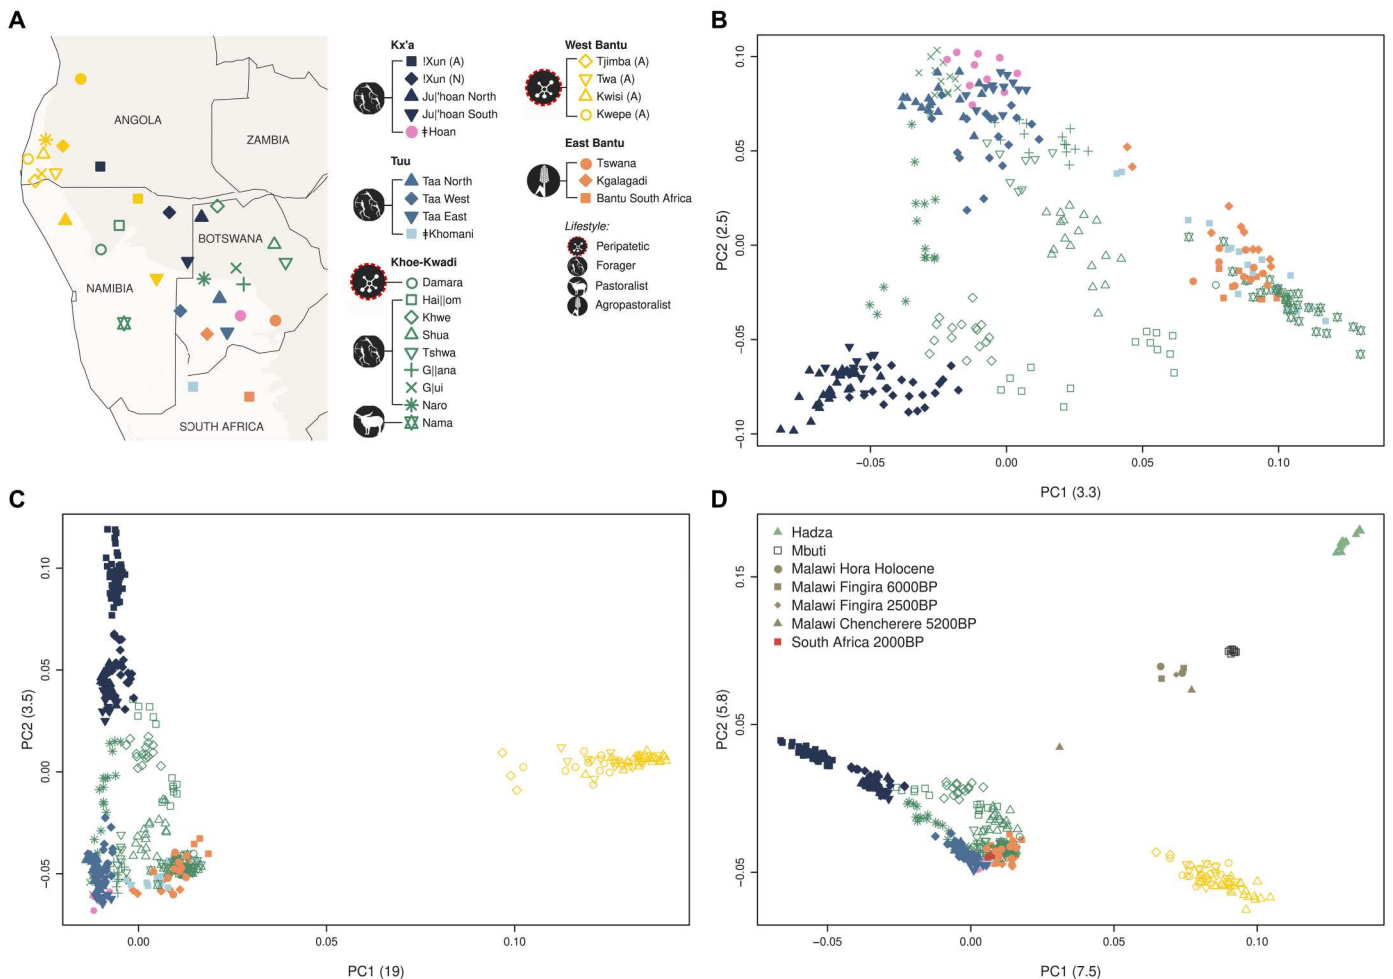 A
ANGOLA
ZAMBIA
BOTSWANA
NAMIBIA
SOUTH AFRICA
Kx'a
!Xun (A)
!Xun (N)
Ju|'hoan North
Ju|'hoan South
ǂHoan
Tuu
Taa North
Taa West
Taa East
ǂKhomani
Khoe-Kwadi
Damara
Hai||om
Khwe
Shua
Tshwa
G||ana
G|ui
Naro
Nama
West Bantu
Tjimba (A)
Twa (A)
Kwisi (A)
Kwepe (A)
East Bantu
Tswana
Kgalagadi
Bantu South Africa
Lifestyle:
Peripatetic
Forager
Pastoralist
Agropastoralist
B
PC2 (2.5)
0.10
0.05
0.00
−0.05
−0.10
−0.05
0.00
0.05
0.10
PC1 (3.3)
C
PC2 (3.5)
0.10
0.05
0.00
−0.05
0.00
0.05
0.10
PC1 (19)
D
Hadza
Mbuti
Malawi Hora Holocene
Malawi Fingira 6000BP
Malawi Fingira 2500BP
Malawi Chencherere 5200BP
South Africa 2000BP
PC2 (5.8)
0.15
0.05
−0.05
−0.05
0.00
0.05
0.10
PC1 (7.5)